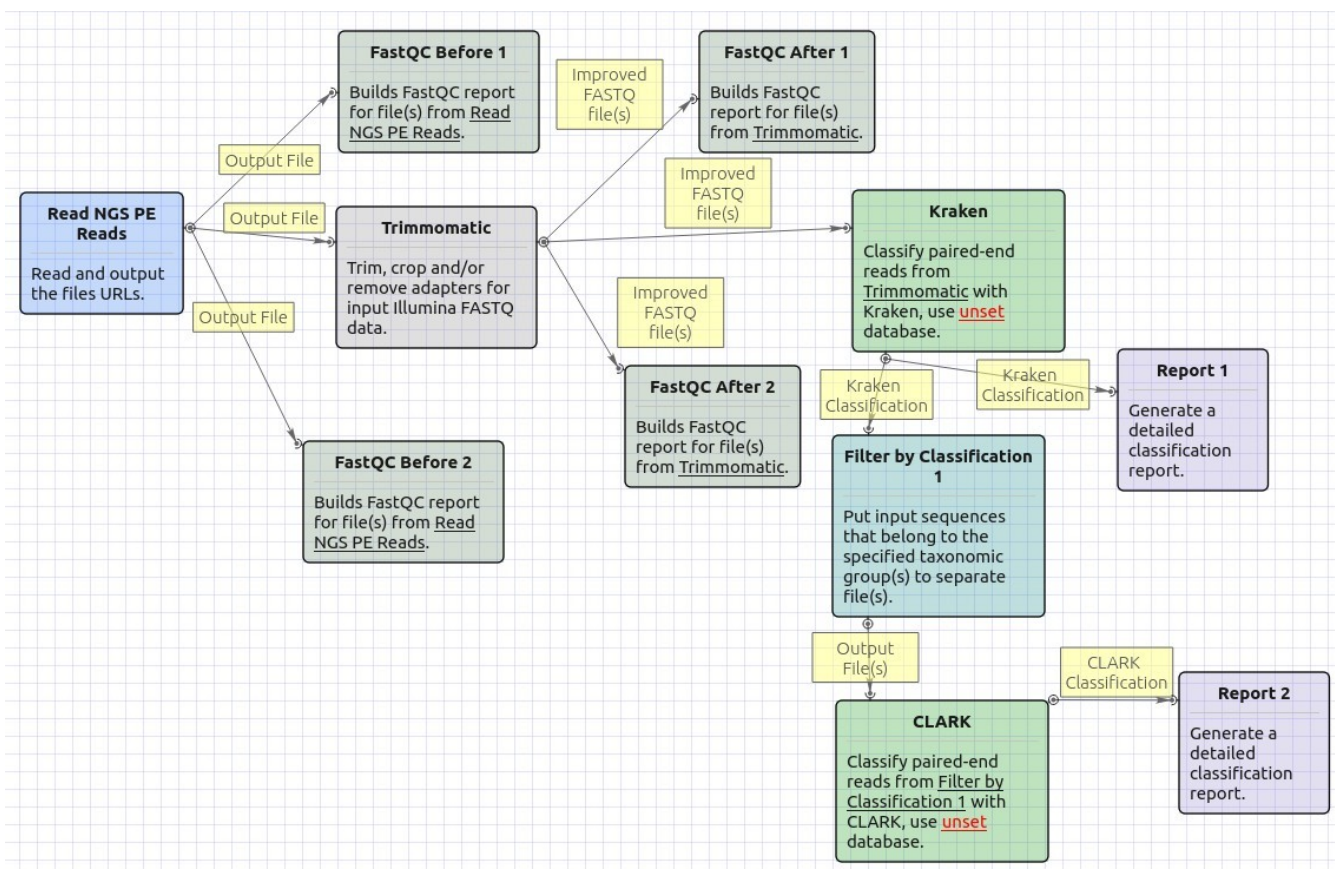 FastQC Before 1
Builds FastQC report
for file(s) from Read
NGS PE Reads.
Improved
FASTQ
file(s)
FastQC After 1
Builds FastQC
report for file(s)
from Trimmomatic.
Output File
Improved
FASTQ
file(s)
Read NGS PE
Reads
Read and output
the files URLs.
Output File
Trimmomatic
Trim, crop and/or
remove adapters for
input Illumina FASTQ
data.
Kraken
Classify paired-end
reads from
Trimmomatic with
Kraken, use unset
database.
Output File
Improved
FASTQ
file(s)
FastQC After 2
Builds FastQC
report for file(s)
from Trimmomatic.
Kraken
Classification
Kraken
Classification
Report 1
Generate a
detailed
classification
report.
FastQC Before 2
Builds FastQC report
for file(s) from Read
NGS PE Reads.
Filter by Classification
1
Put input sequences
that belong to the
specified taxonomic
group(s) to separate
file(s).
Output
File(s)
CLARK
Classification
CLARK
Classify paired-end
reads from Filter by
Classification 1 with
CLARK, use unset
database.
Report 2
Generate a
detailed
classification
report.